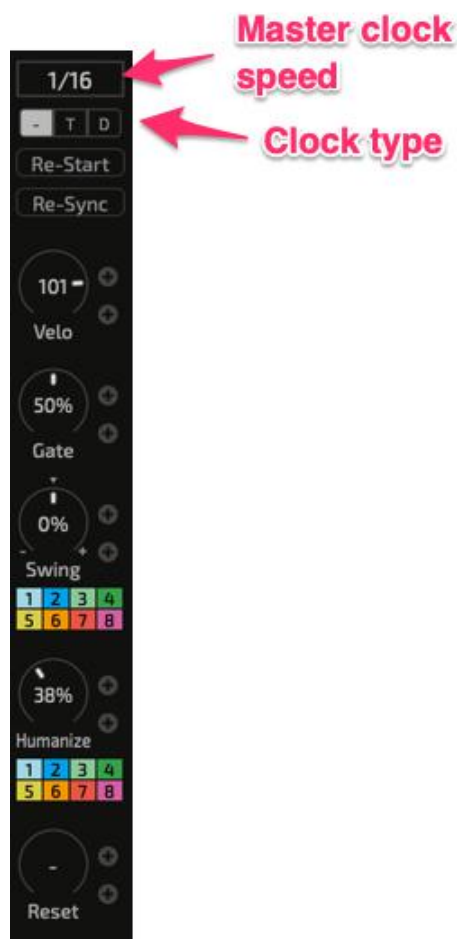 Master clock
speed
1/16
Clock type
- T D
Re-Start
Re-Sync
101
Velo
50%
Gate
0%
- +
Swing
1 2 3 4
5 6 7 8
38%
Humanize
1 2 3 4
5 6 7 8
-
Reset